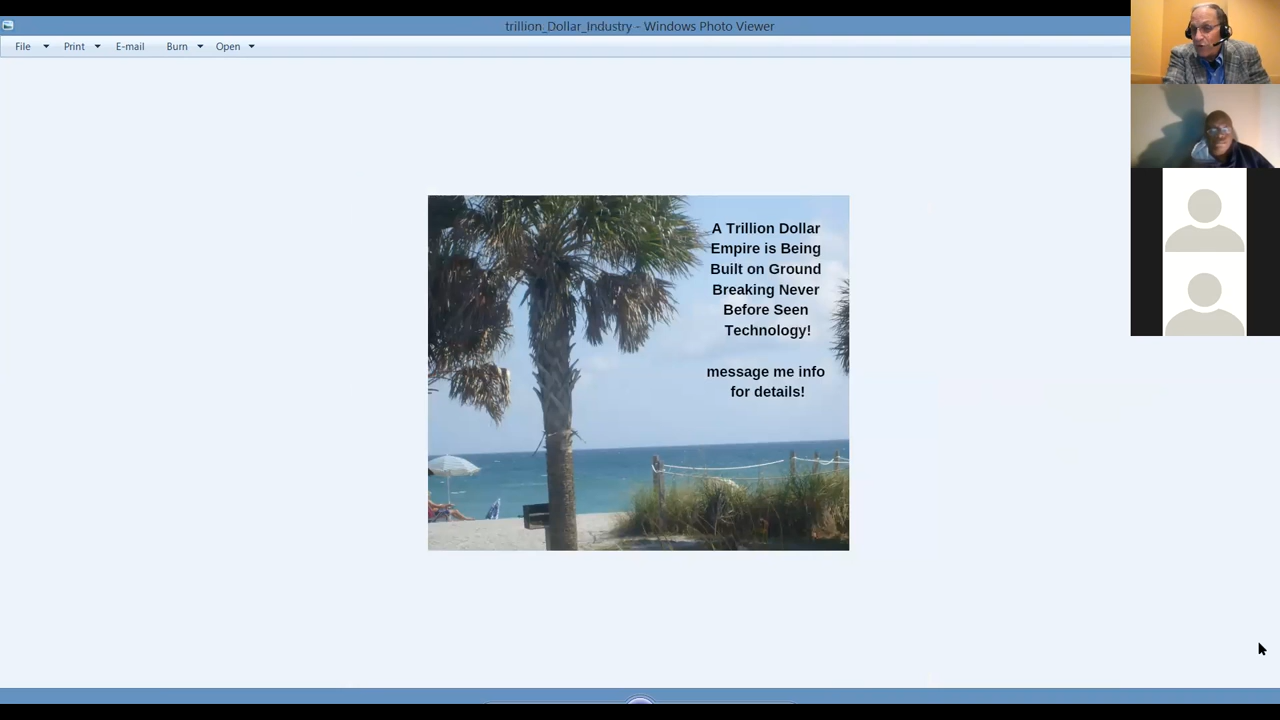 trillion_Dollar_Industry - Windows Photo Viewer
File Print E-mail Burn Open
A Trillion Dollar
Empire is Being
Built on Ground
Breaking Never
Before Seen
Technology!
message me info
for details!